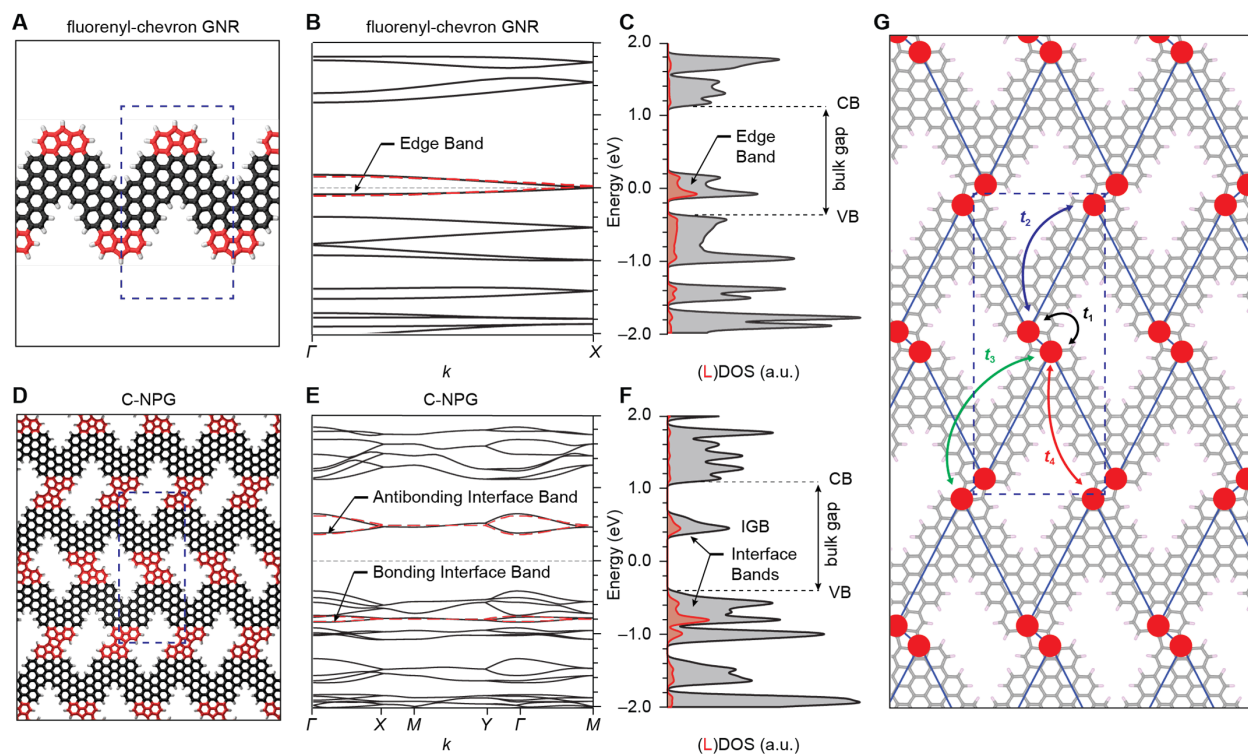 A
fluorenyl-chevron GNR
B
fluorenyl-chevron GNR
Edge Band
2.0
1.0
0.0
–1.0
–2.0
Energy (eV)
Γ
X
k
C
CB
Edge
Band
bulk gap
VB
(L)DOS (a.u.)
D
C-NPG
E
C-NPG
Antibonding Interface Band
Bonding Interface Band
2.0
1.0
0.0
–1.0
–2.0
Energy (eV)
Γ
X
M
Y
Γ
M
k
F
CB
IGB
Interface
Bands
bulk gap
VB
(L)DOS (a.u.)
G
t2
t1
t3
t4